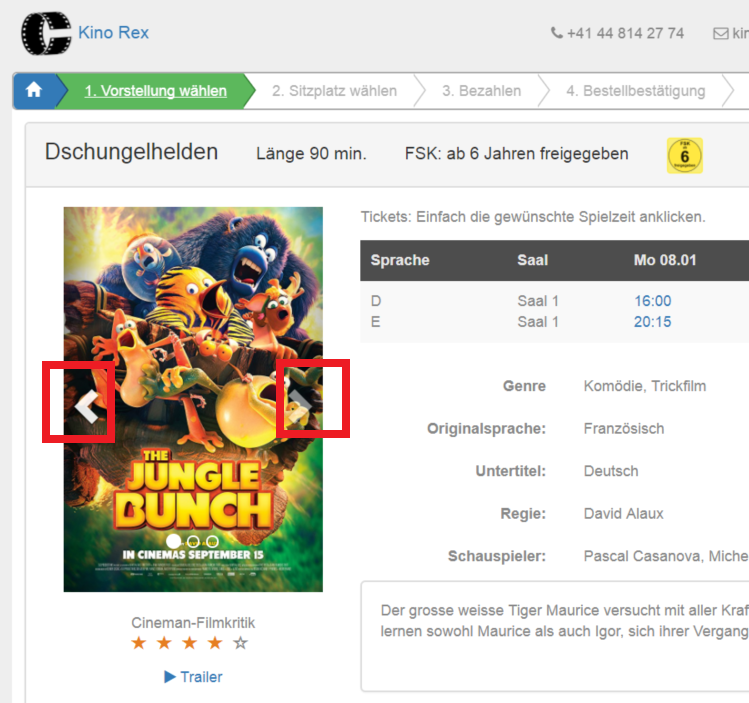 Kino Rex
+41 44 814 27 74
1. Vorstellung wählen
2. Sitzplatz wählen
3. Bezahlen
4. Bestellbestätigung
Dschungelhelden
Länge 90 min.
FSK: ab 6 Jahren freigegeben
FSK
ab
6
freigegeben
THE
JUNGLE
BUNCH
IN CINEMAS SEPTEMBER 15
Cineman-Filmkritik
Trailer
Tickets: Einfach die gewünschte Spielzeit anklicken.
Sprache Saal Mo 08.01
D Saal 1 16:00
E Saal 1 20:15
Genre Komödie, Trickfilm
Originalsprache: Französisch
Untertitel: Deutsch
Regie: David Alaux
Schauspieler: Pascal Casanova, Miche
Der grosse weisse Tiger Maurice versucht mit aller Kraf
lernen sowohl Maurice als auch Igor, sich ihrer Vergang